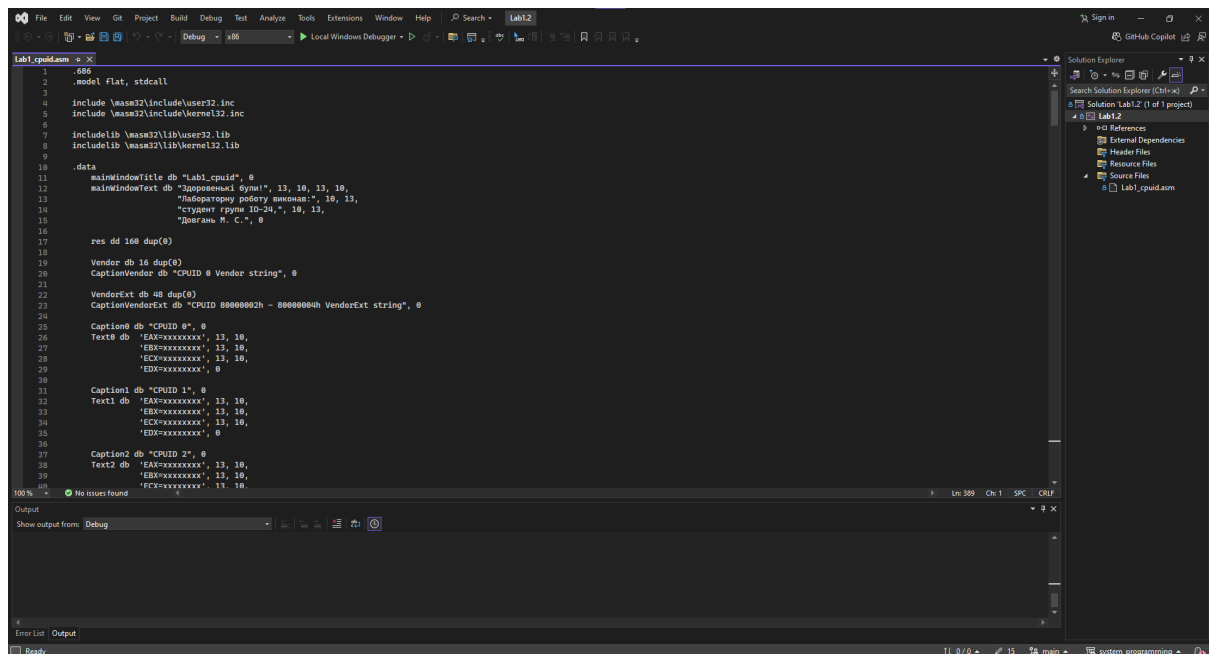 File Edit View Git Project Build Debug Test Analyze Tools Extensions Window Help Search Lab1.2 Sign in
Debug x86 Local Windows Debugger GitHub Copilot
Lab1_cpuid.asm
1 .686
2 .model flat, stdcall
3
4 include \masm32\include\user32.inc
5 include \masm32\include\kernel32.inc
6
7 includelib \masm32\lib\user32.lib
8 includelib \masm32\lib\kernel32.lib
9
10 .data
11 mainWindowTitle db "Lab1_cpuid", 0
12 mainWindowText db "Здоровенькі були!", 13, 10, 13, 10,
13 "Лабораторну роботу виконав:", 10, 13,
14 "студент групи ІО-24,", 10, 13,
15 "Довгань М. С.", 0
16
17 res dd 160 dup(0)
18
19 Vendor db 16 dup(0)
20 CaptionVendor db "CPUID 0 Vendor string", 0
21
22 VendorExt db 48 dup(0)
23 CaptionVendorExt db "CPUID 80000002h - 80000004h VendorExt string", 0
24
25 Caption0 db "CPUID 0", 0
26 Text0 db 'EAX=xxxxxxxx', 13, 10,
27 'EBX=xxxxxxxx', 13, 10,
28 'ECX=xxxxxxxx', 13, 10,
29 'EDX=xxxxxxxx', 0
30
31 Caption1 db "CPUID 1", 0
32 Text1 db 'EAX=xxxxxxxx', 13, 10,
33 'EBX=xxxxxxxx', 13, 10,
34 'ECX=xxxxxxxx', 13, 10,
35 'EDX=xxxxxxxx', 0
36
37 Caption2 db "CPUID 2", 0
38 Text2 db 'EAX=xxxxxxxx', 13, 10,
39 'EBX=xxxxxxxx', 13, 10,
40 'ECX=xxxxxxxx', 13, 10,
100 % No issues found Ln: 389 Ch: 1 SPC CRLF
Output
Show output from: Debug
Error List Output
Ready 0 / 0 15 main system programming
Solution Explorer
Search Solution Explorer (Ctrl+ж)
Solution 'Lab1.2' (1 of 1 project)
Lab1.2
References
External Dependencies
Header Files
Resource Files
Source Files
Lab1_cpuid.asm